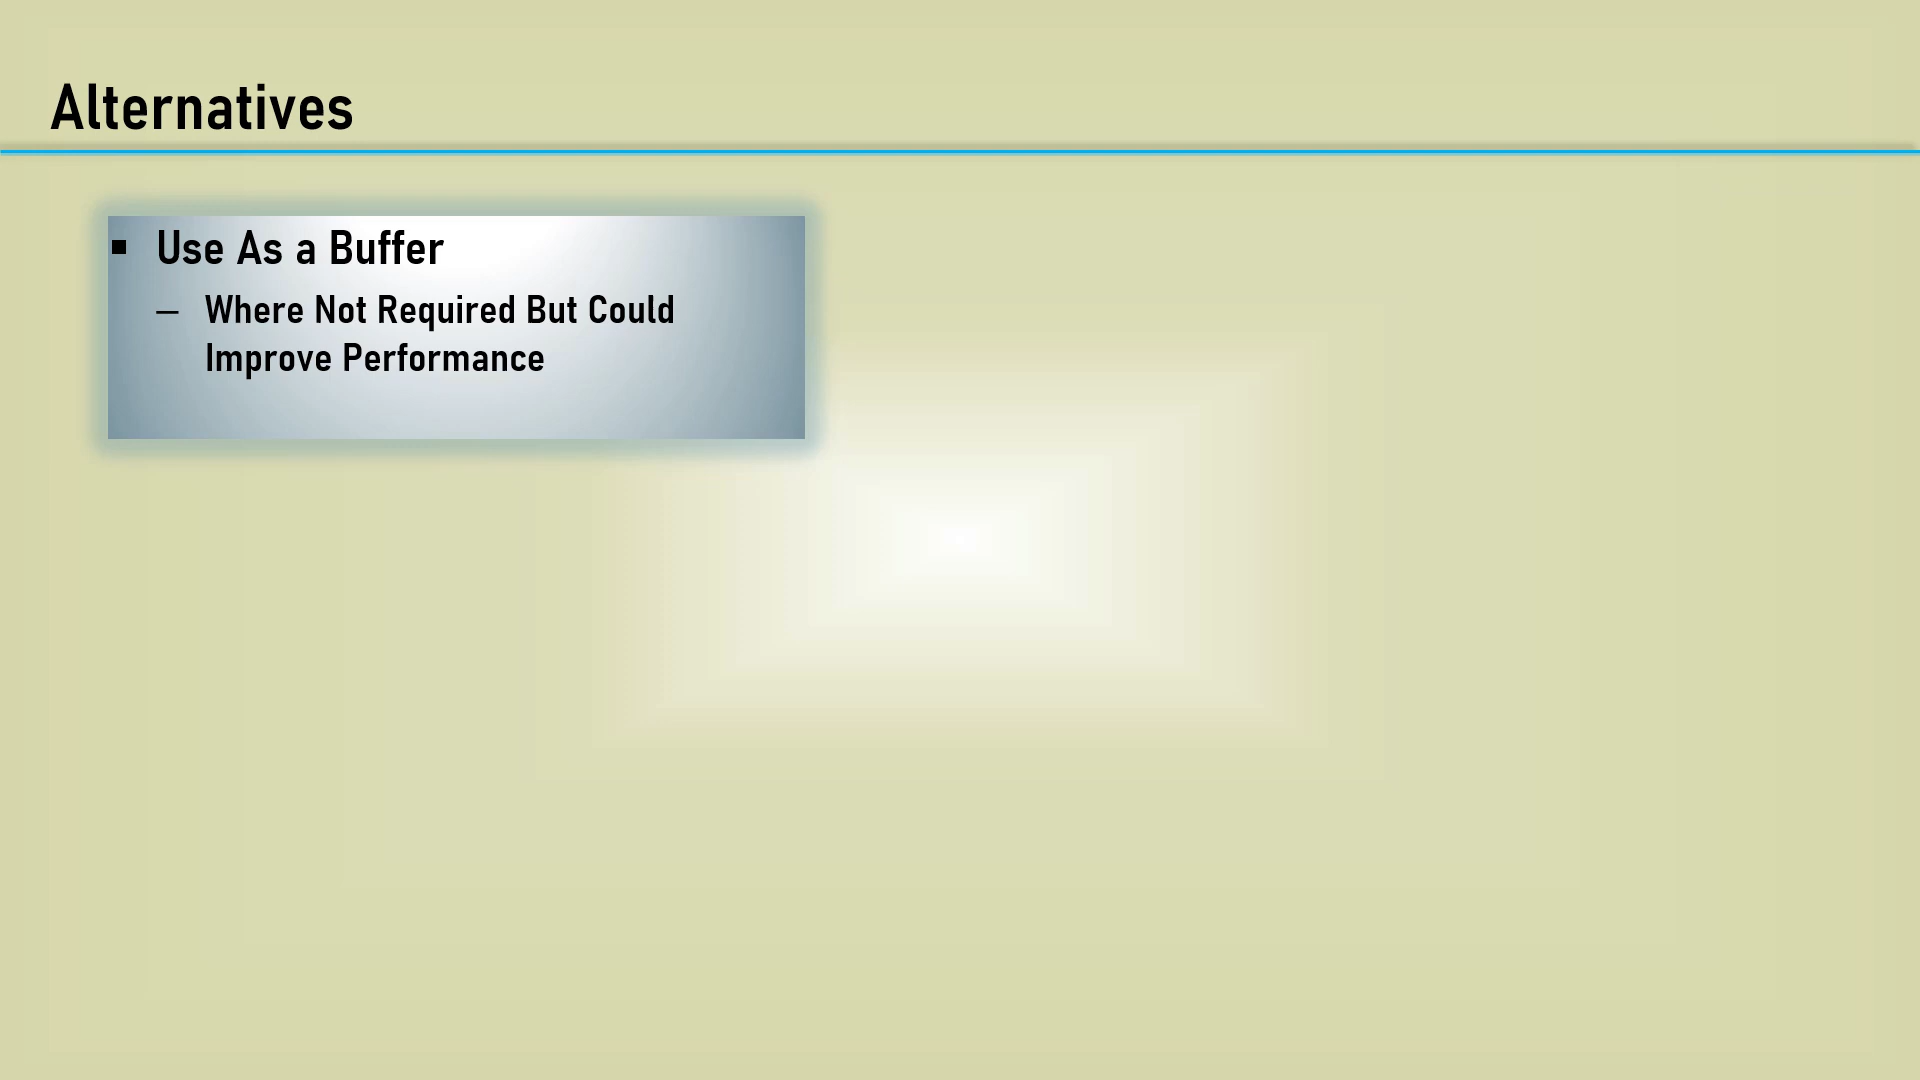 Alternatives
▪ Use As a Buffer
– Where Not Required But Could
Improve Performance